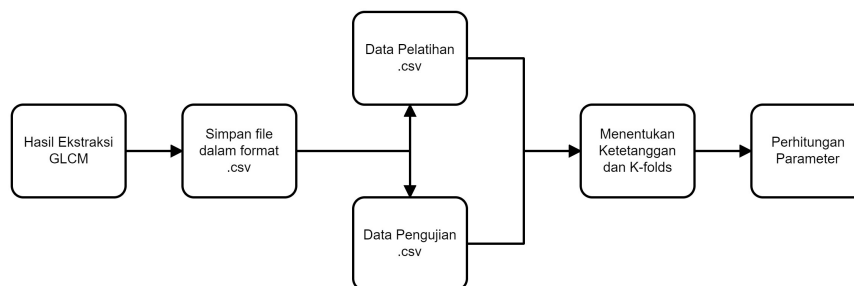 Hasil Ekstraksi
GLCM
Simpan file
dalam format
.csv
Data Pelatihan
.csv
Data Pengujian
.csv
Menentukan
Ketetanggan
dan K-folds
Perhitungan
Parameter